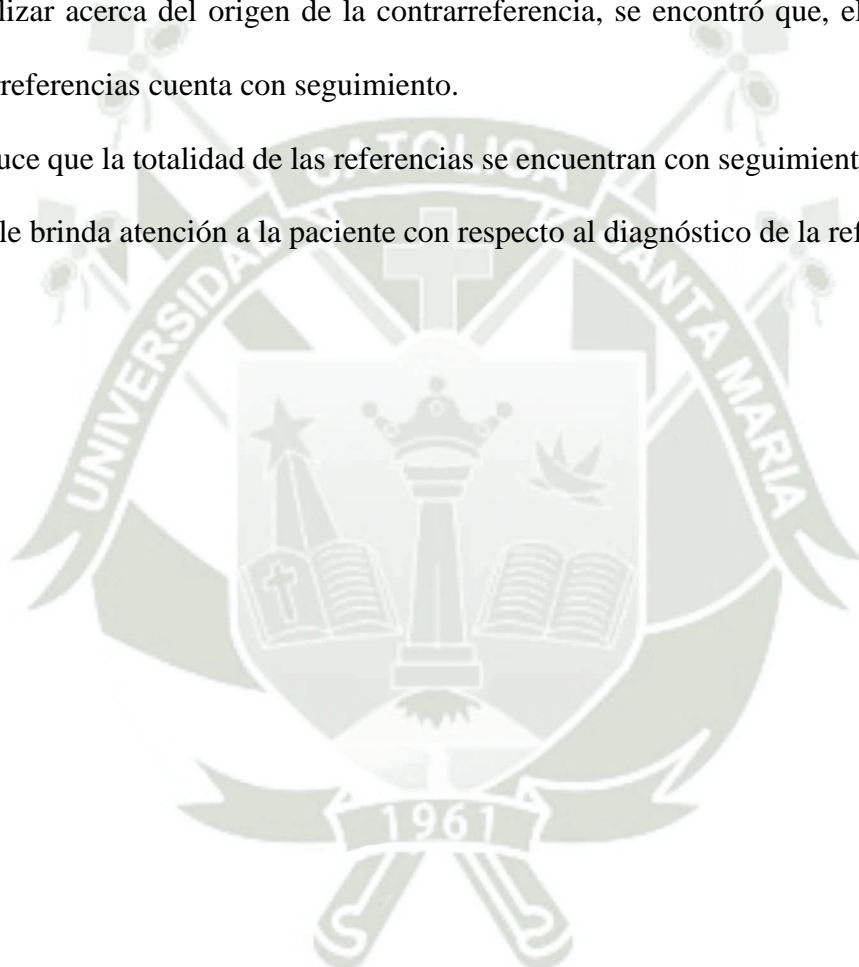 lizar acerca del origen de la contrarreferencia, se encontró que, el
rreferencias cuenta con seguimiento.
uce que la totalidad de las referencias se encuentran con seguimient
le brinda atención a la paciente con respecto al diagnóstico de la ref
UNIVERSIDAD CATOLICA SANTA MARIA
1961